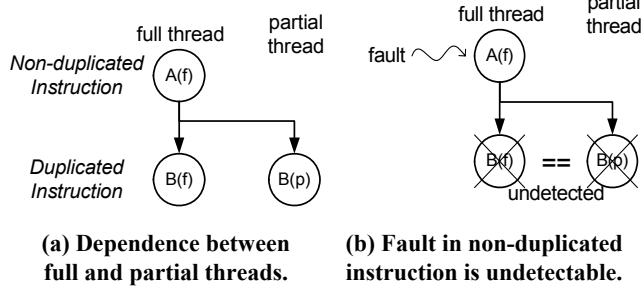 full thread
partial
thread
Non-duplicated
Instruction
A(f)
Duplicated
Instruction
B(f)
B(p)
(a) Dependence between
full and partial threads.
full thread
partial
thread
fault
A(f)
B(f)
==
B(p)
undetected
(b) Fault in non-duplicated
instruction is undetectable.